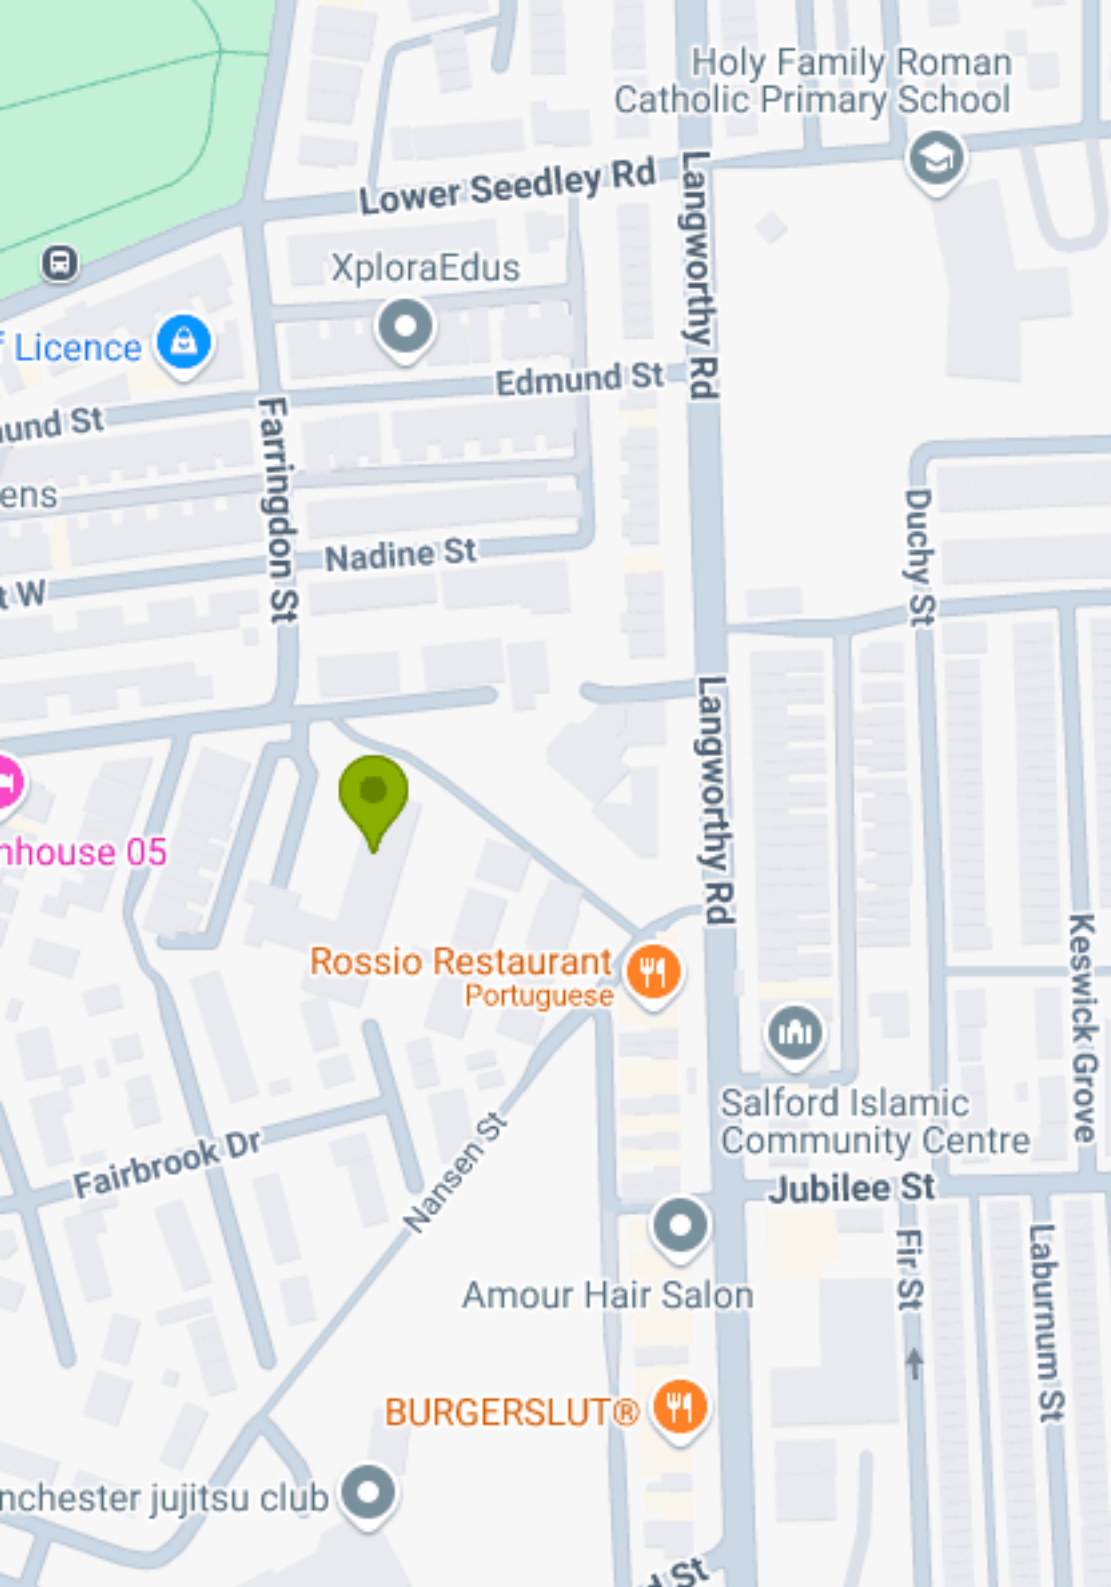 Holy Family Roman
Catholic Primary School
Lower Seedley Rd
Langworthy Rd
XploraEdus
f Licence
Edmund St
und St
Farringdon St
ens
Duchy St
Nadine St
t W
Langworthy Rd
nhouse 05
Rossio Restaurant
Portuguese
Keswick Grove
Salford Islamic
Community Centre
Fairbrook Dr
Nansen St
Jubilee St
Fir St
Laburnum St
Amour Hair Salon
BURGERSLUT®
nchester jujitsu club
d St